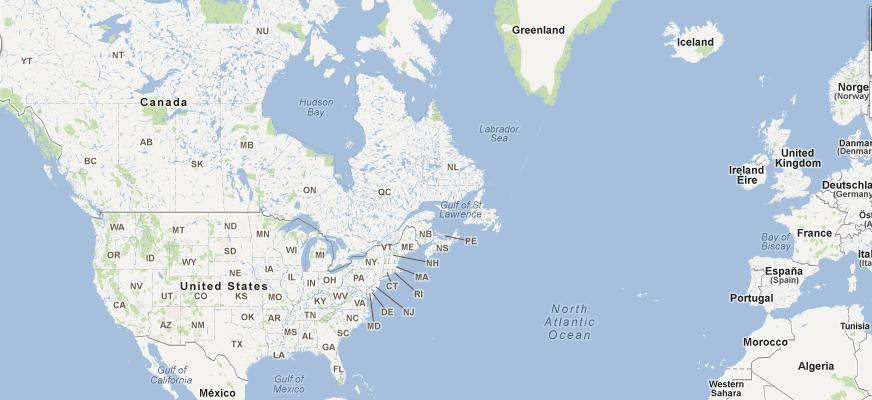 Greenland
NU
Iceland
YT
NT
Norge
(Norway)
Canada
Hudson
Bay
Labrador
Sea
AB
MB
BC
SK
NL
ON
QC
United
Kingdom
Danmark
(Denmark)
Ireland
Éire
Deutschla
(Germany
Gulf of St
Lawrence
WA
MT
ND
MN
NB
PE
OR
ID
SD
WI
MI
VT
ME
NS
WY
IA
NY
NH
NV
UT
CO
United States
KS
MO
IL
IN
OH
PA
CT
MA
RI
CA
KY
WV
VA
DE
NJ
MD
AZ
NM
OK
AR
TN
NC
SC
MS
AL
GA
TX
LA
FL
Gulf of
California
Gulf of
Mexico
México
North
Atlantic
Ocean
France
Bay of
Biscay
Öst
(Au
Ital
(Ita
España
(Spain)
Portugal
Morocco
Tunisia
Algeria
Western
Sahara